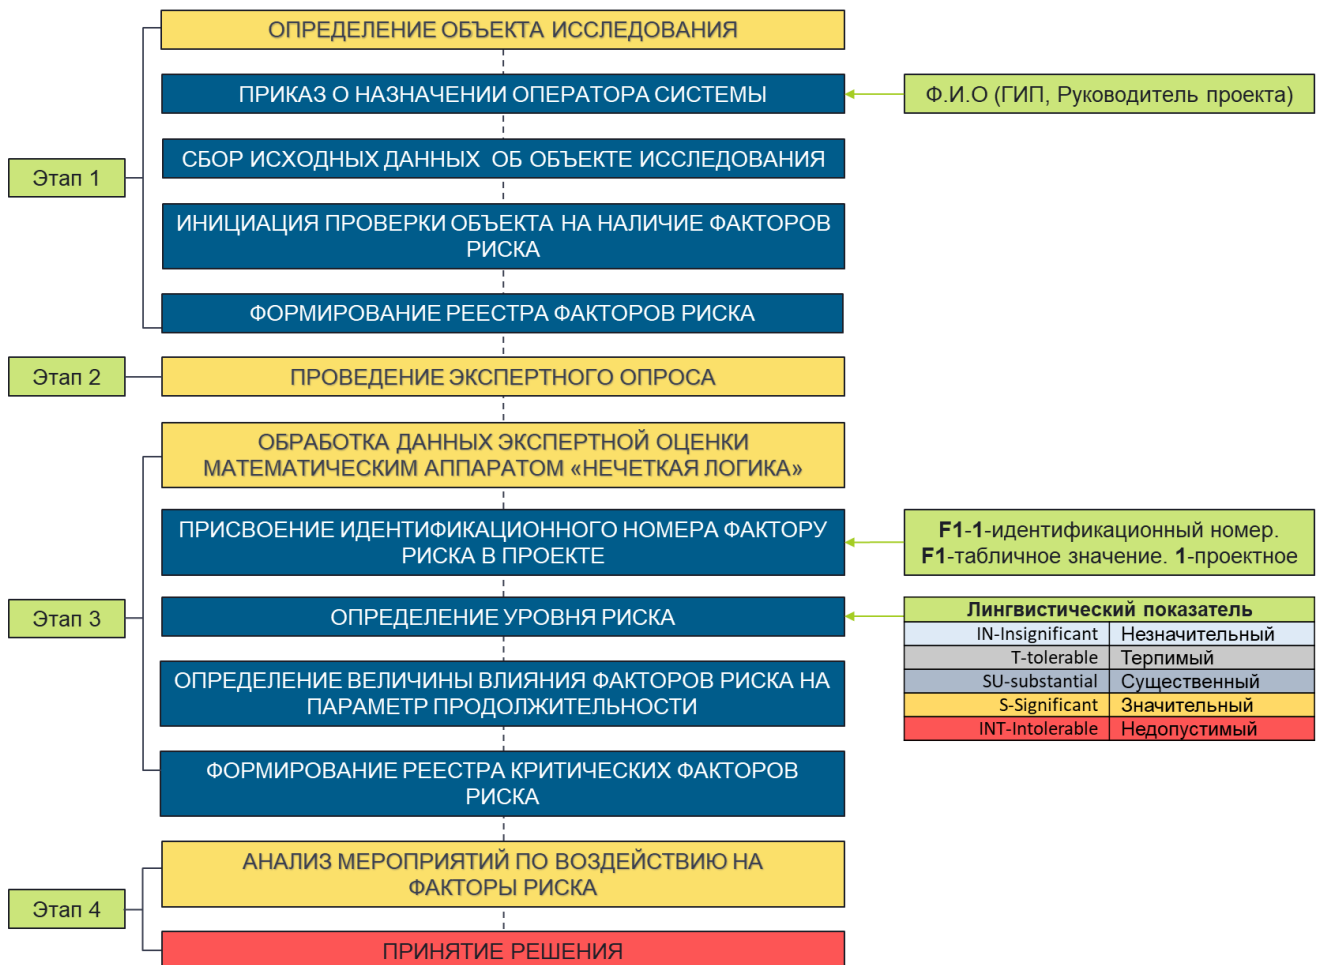 ОПРЕДЕЛЕНИЕ ОБЪЕКТА ИССЛЕДОВАНИЯ
ПРИКАЗ О НАЗНАЧЕНИИ ОПЕРАТОРА СИСТЕМЫ
Ф.И.О (ГИП, Руководитель проекта)
СБОР ИСХОДНЫХ ДАННЫХ ОБ ОБЪЕКТЕ ИССЛЕДОВАНИЯ
Этап 1
ИНИЦИАЦИЯ ПРОВЕРКИ ОБЪЕКТА НА НАЛИЧИЕ ФАКТОРОВ
РИСКА
ФОРМИРОВАНИЕ РЕЕСТРА ФАКТОРОВ РИСКА
Этап 2
ПРОВЕДЕНИЕ ЭКСПЕРТНОГО ОПРОСА
ОБРАБОТКА ДАННЫХ ЭКСПЕРТНОЙ ОЦЕНКИ
МАТЕМАТИЧЕСКИМ АППАРАТОМ «НЕЧЕТКАЯ ЛОГИКА»
ПРИСВОЕНИЕ ИДЕНТИФИКАЦИОННОГО НОМЕРА ФАКТОРУ
РИСКА В ПРОЕКТЕ
F1-1-идентификационный номер.
F1-табличное значение. 1-проектное
Этап 3
ОПРЕДЕЛЕНИЕ УРОВНЯ РИСКА
Лингвистический показатель
IN-Insignificant Незначительный
T-tolerable Терпимый
SU-substantial Существенный
S-Significant Значительный
INT-Intolerable Недопустимый
ОПРЕДЕЛЕНИЕ ВЕЛИЧИНЫ ВЛИЯНИЯ ФАКТОРОВ РИСКА НА
ПАРАМЕТР ПРОДОЛЖИТЕЛЬНОСТИ
ФОРМИРОВАНИЕ РЕЕСТРА КРИТИЧЕСКИХ ФАКТОРОВ
РИСКА
Этап 4
АНАЛИЗ МЕРОПРИЯТИЙ ПО ВОЗДЕЙСТВИЮ НА
ФАКТОРЫ РИСКА
ПРИНЯТИЕ РЕШЕНИЯ